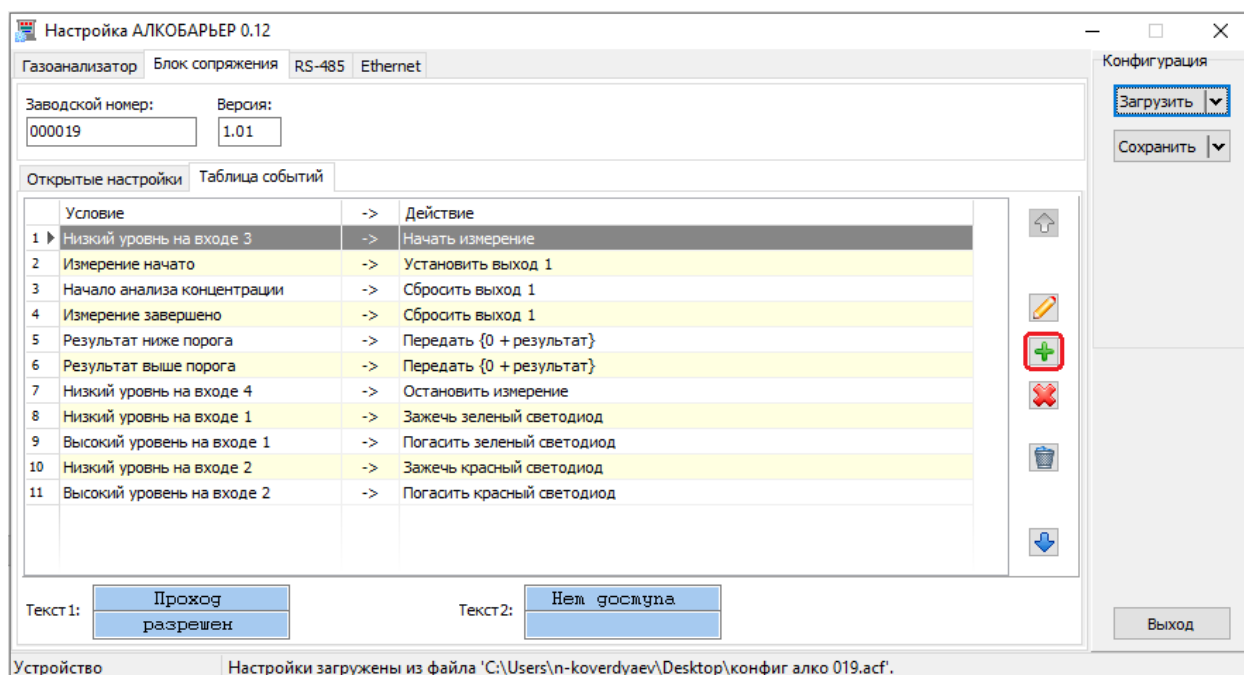 Настройка АЛКОБАРЬЕР 0.12
Газоанализатор Блок сопряжения RS-485 Ethernet
Конфигурация
Заводской номер: Версия:
000019 1.01
Загрузить
Сохранить
Открытые настройки Таблица событий
Условие -> Действие
1 Низкий уровнь на входе 3 -> Начать измерение
2 Измерение начато -> Установить выход 1
3 Начало анализа концентрации -> Сбросить выход 1
4 Измерение завершено -> Сбросить выход 1
5 Результат ниже порога -> Передать {0 + результат}
6 Результат выше порога -> Передать {0 + результат}
7 Низкий уровнь на входе 4 -> Остановить измерение
8 Низкий уровнь на входе 1 -> Зажечь зеленый светодиод
9 Высокий уровень на входе 1 -> Погасить зеленый светодиод
10 Низкий уровнь на входе 2 -> Зажечь красный светодиод
11 Высокий уровень на входе 2 -> Погасить красный светодиод
Текст1: Проход разрешен
Текст2: Нет доступа
Выход
Устройство Настройки загружены из файла 'C:\Users\n-koverdyaev\Desktop\конфиг алко 019.acf'.